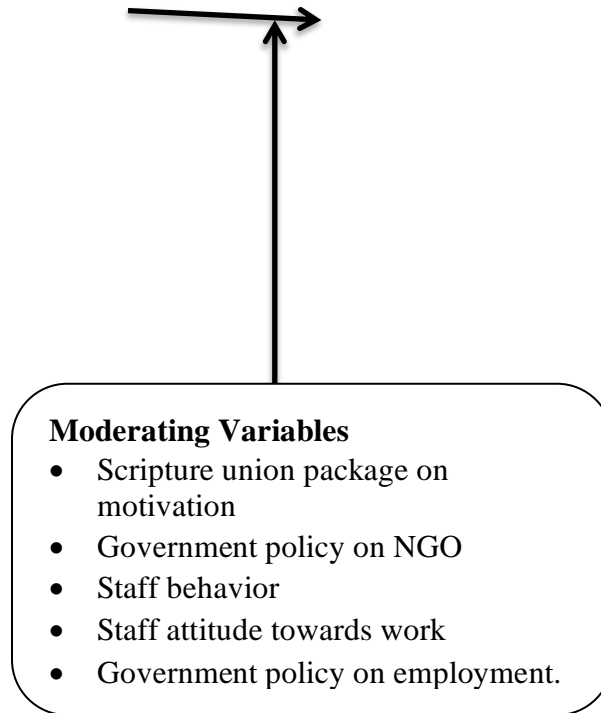 Moderating Variables
• Scripture union package on
motivation
• Government policy on NGO
• Staff behavior
• Staff attitude towards work
• Government policy on employment.